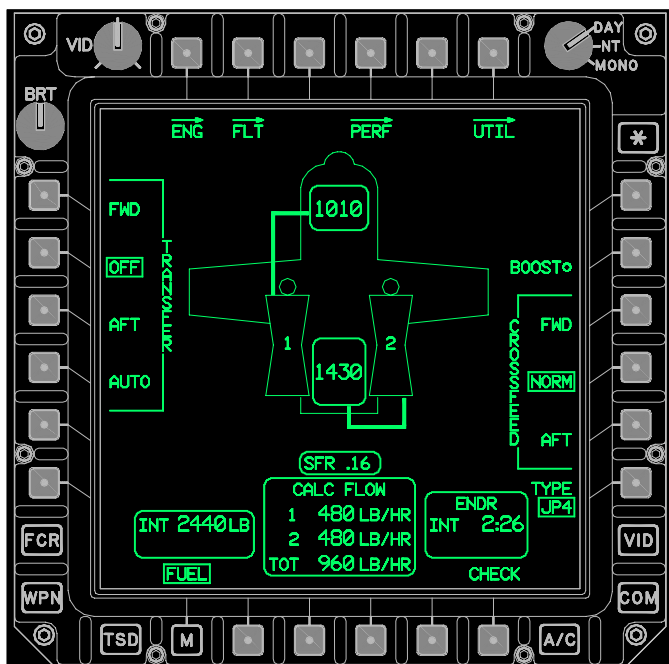 VID
DAY
NT
MONO
BRT
ENG FLT PERF UTIL
*
FWD
OFF
AFT
AUTO
TRANSFER
1010
1 2
1430
BOOST
CROSSFEED
FWD
NORM
AFT
TYPE
JP4
SFR .16
CALC FLOW
1 480 LB/HR
2 480 LB/HR
TOT 960 LB/HR
INT 2440 LB
ENDR
INT 2:26
FUEL
CHECK
FCR
WPN
VID
COM
TSD
M
A/C